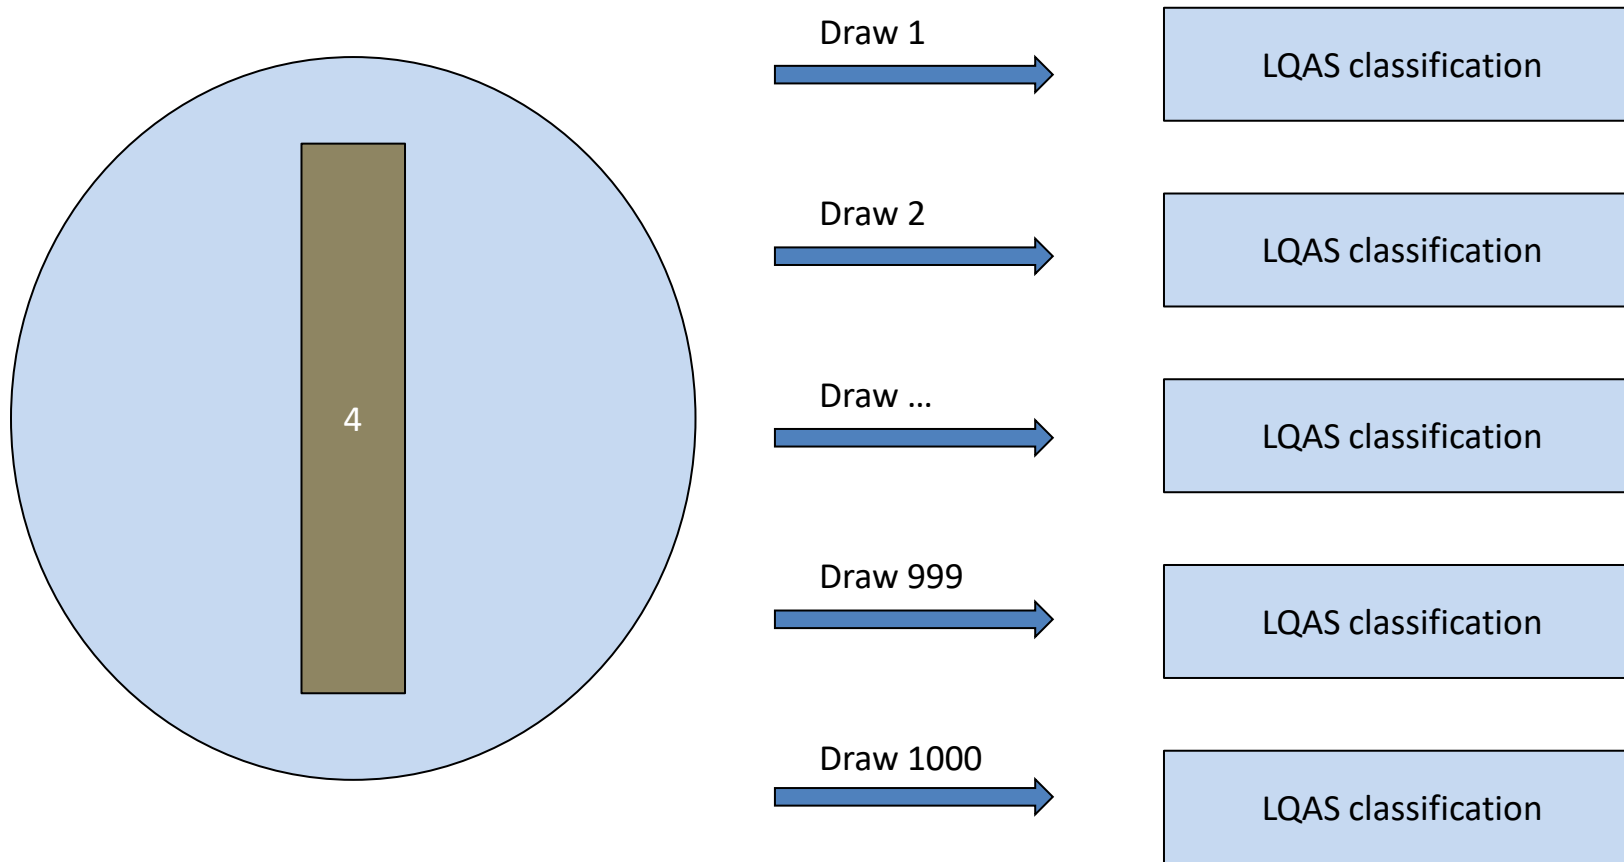 Draw 1
LQAS classification
Draw 2
LQAS classification
Draw ...
LQAS classification
4
Draw 999
LQAS classification
Draw 1000
LQAS classification